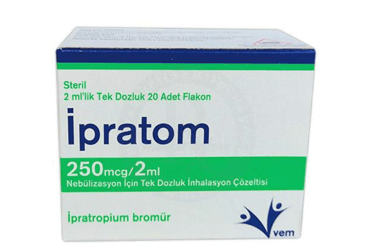 Steril
2 ml'lik Tek Dozluk 20 Adet Flakon
İpratom
250mcg/2ml
Nebülizasyon İçin Tek Dozluk İnhalasyon Çözeltisi
İpratropium bromür
vem